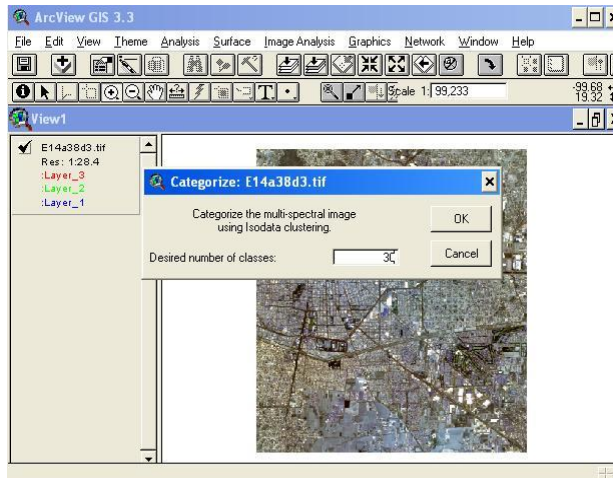 ArcView GIS 3.3
File Edit View Theme Analysis Surface Image Analysis Graphics Network Window Help
Scale 1: 99,233
-99.68
19.32
View1
E14a38d3.tif
Res: 1:28.4
:Layer_3
:Layer_2
:Layer_1
Categorize: E14a38d3.tif
Categorize the multi-spectral image
using Isodata clustering.
OK
Desired number of classes: 30
Cancel